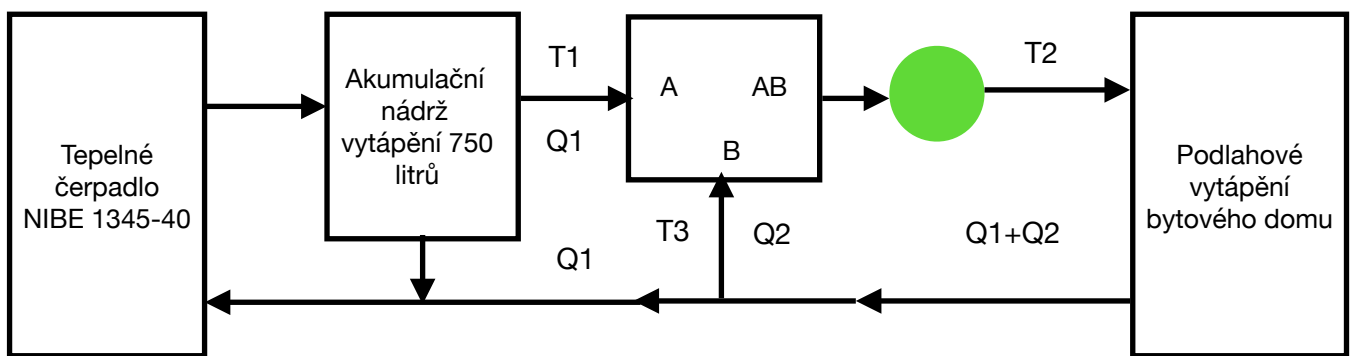 Tepelné
čerpadlo
NIBE 1345-40
Akumulační
nádrž
vytápění 750
litrů
T1
Q1
A
AB
B
T2
T3
Q2
Q1
Q1+Q2
Podlahové
vytápění
bytového domu